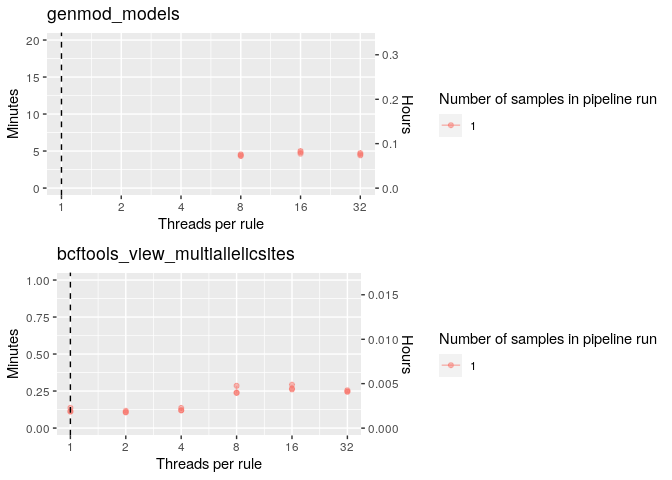 genmod_models
20
15
10
5
0
Minutes
0.3
0.2
0.1
0.0
Hours
1 2 4 8 16 32
Threads per rule
Number of samples in pipeline run
1
bcftools_view_multiallelicsites
1.00
0.75
0.50
0.25
0.00
Minutes
0.015
0.010
0.005
0.000
Hours
1 2 4 8 16 32
Threads per rule
Number of samples in pipeline run
1